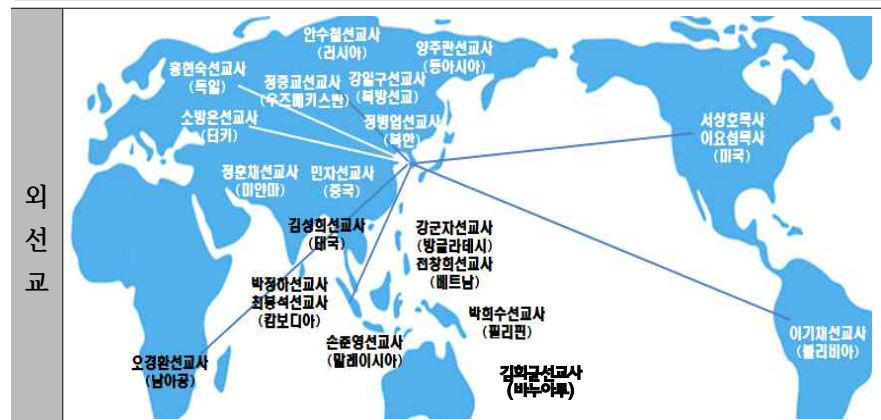 외
선
교
안수철선교사
(러시아)
양주란선교사
(동아시아)
홍현숙선교사
(독일)
정중교선교사
(우즈베키스탄)
강일구선교사
(북방선교)
소방온선교사
(터키)
정병업선교사
(북한)
서상호목사
이요섭목사
(미국)
정훈채선교사
(미얀마)
민자선교사
(중국)
김성희선교사
(태국)
강군자선교사
(방글라데시)
전창희선교사
(베트남)
박정하선교사
최봉석선교사
(캄보디아)
박희수선교사
(필리핀)
손준영선교사
(말레이시아)
이기채선교사
(볼리비아)
오경환선교사
(남아공)
김희균선교사
(바누아투)